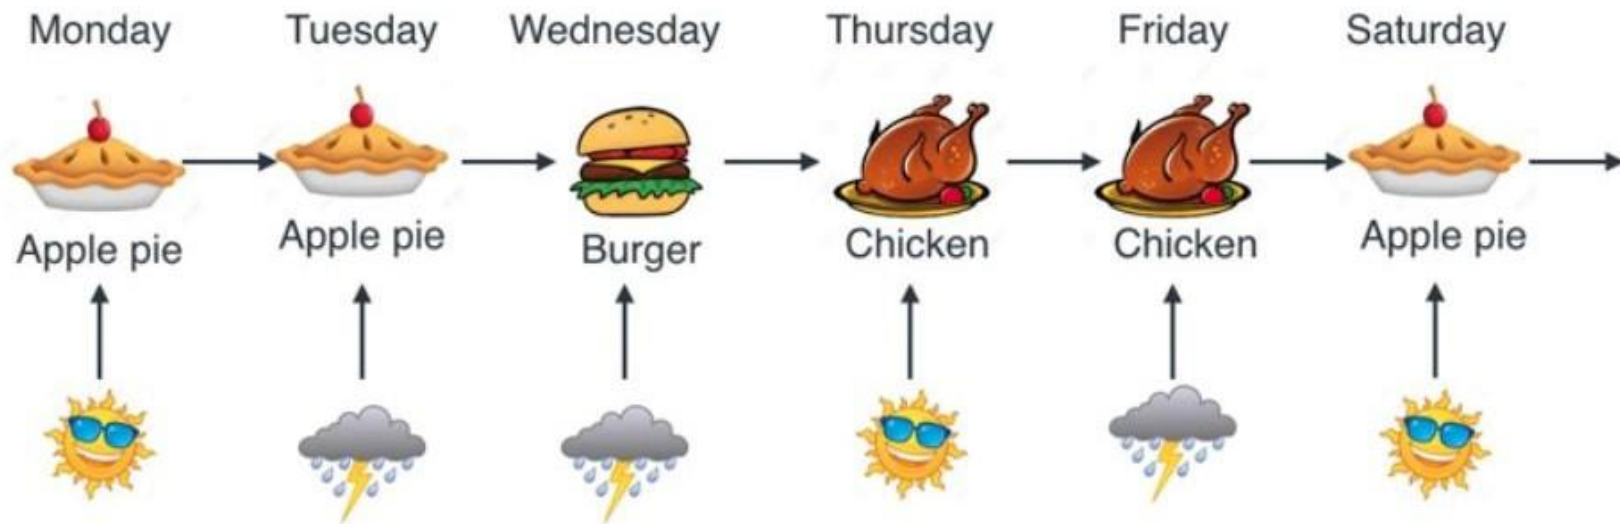 Monday
Tuesday
Wednesday
Thursday
Friday
Saturday
Apple pie
Apple pie
Burger
Chicken
Chicken
Apple pie